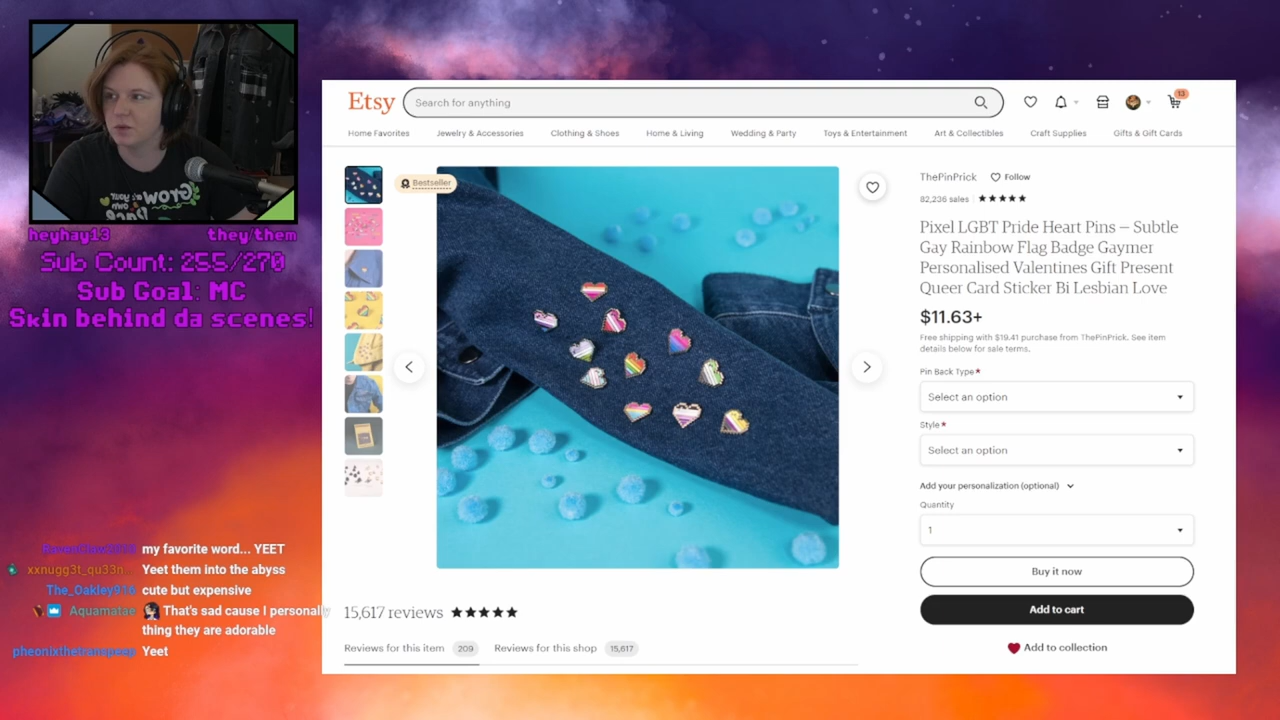 heyhay13 they/them
Sub Count: 255/270
Sub Goal: MC
Skin behind da scenes!
my favorite word... YEET
xxnugg3t_qu33n... Yeet them into the abyss
The_Oakley916 cute but expensive
Aquamatae That's sad cause I personally
thing they are adorable
pheonixthetranspeep Yeet
Etsy
Search for anything
13
Home Favorites
Jewelry & Accessories
Clothing & Shoes
Home & Living
Wedding & Party
Toys & Entertainment
Art & Collectibles
Craft Supplies
Gifts & Gift Cards
Bestseller
15,617 reviews
Reviews for this item 209
Reviews for this shop 15,617
ThePinPrick
Follow
82,236 sales
Pixel LGBT Pride Heart Pins – Subtle
Gay Rainbow Flag Badge Gaymer
Personalised Valentines Gift Present
Queer Card Sticker Bi Lesbian Love
$11.63+
Free shipping with $19.41 purchase from ThePinPrick. See item
details below for sale terms.
Pin Back Type *
Select an option
Style *
Select an option
Add your personalization (optional)
Quantity
1
Buy it now
Add to cart
Add to collection